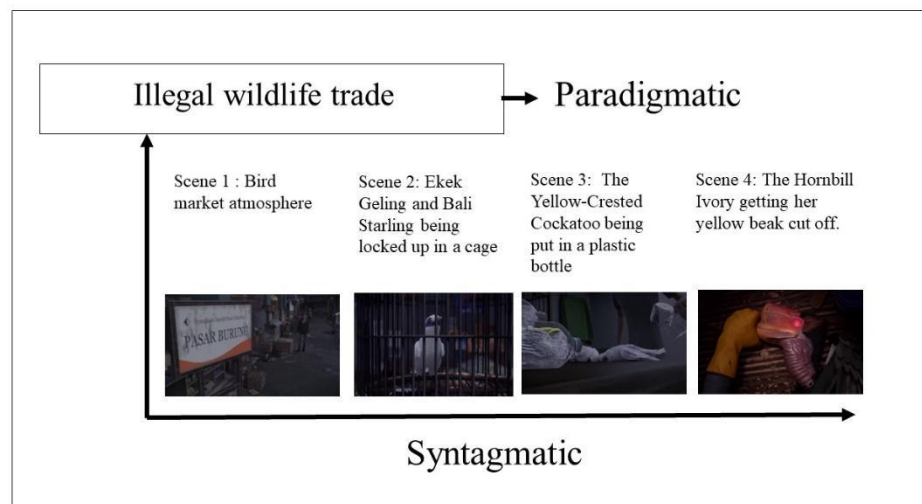 Illegal wildlife trade
Paradigmatic
Scene 1 : Bird
market atmosphere
Scene 2: Ekek
Geling and Bali
Starling being
locked up in a cage
Scene 3: The
Yellow-Crested
Cockatoo being
put in a plastic
bottle
Scene 4: The Hornbill
Ivory getting her
yellow beak cut off.
PASAR BURUNG
Syntagmatic